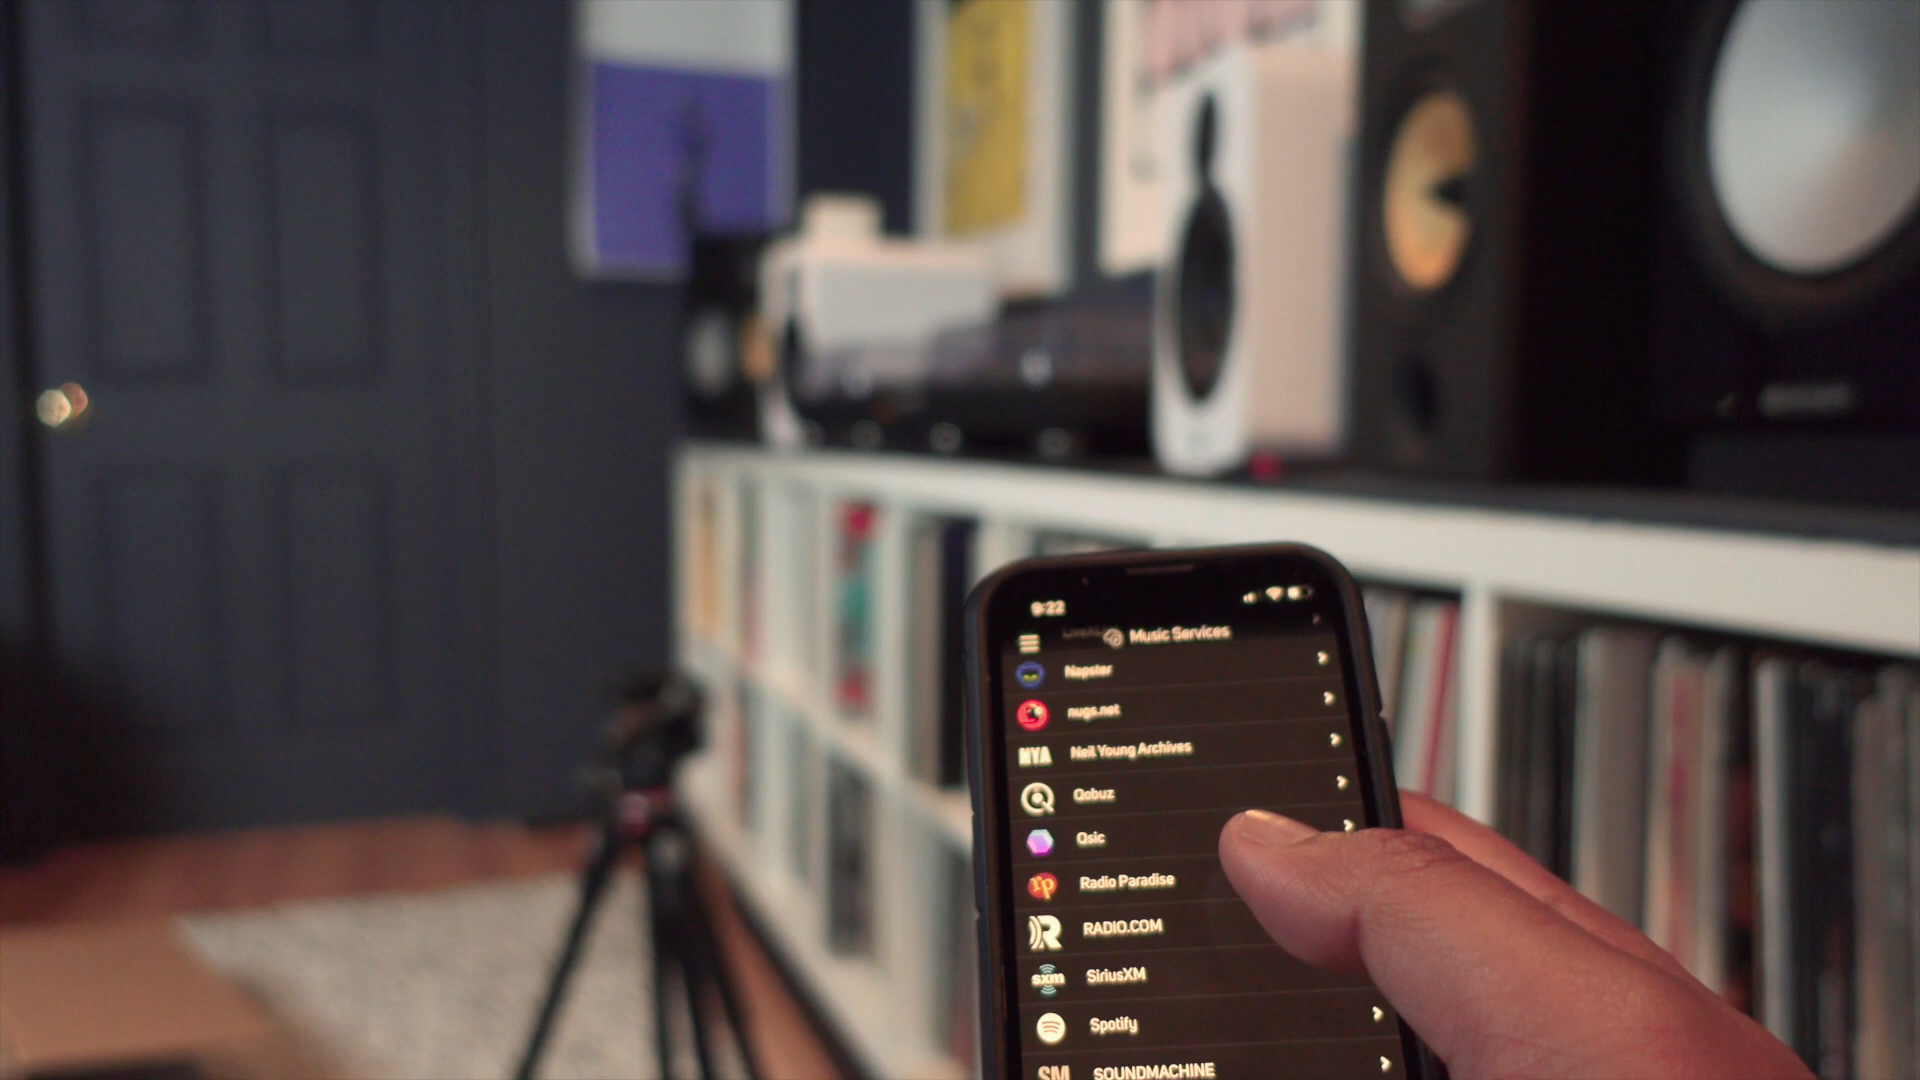 9:22
Music Services
Napster
nugs.net
NYA Neil Young Archives
Qobuz
Qsic
rp Radio Paradise
R RADIO.COM
sxm SiriusXM
Spotify
SM SOUNDMACHINE